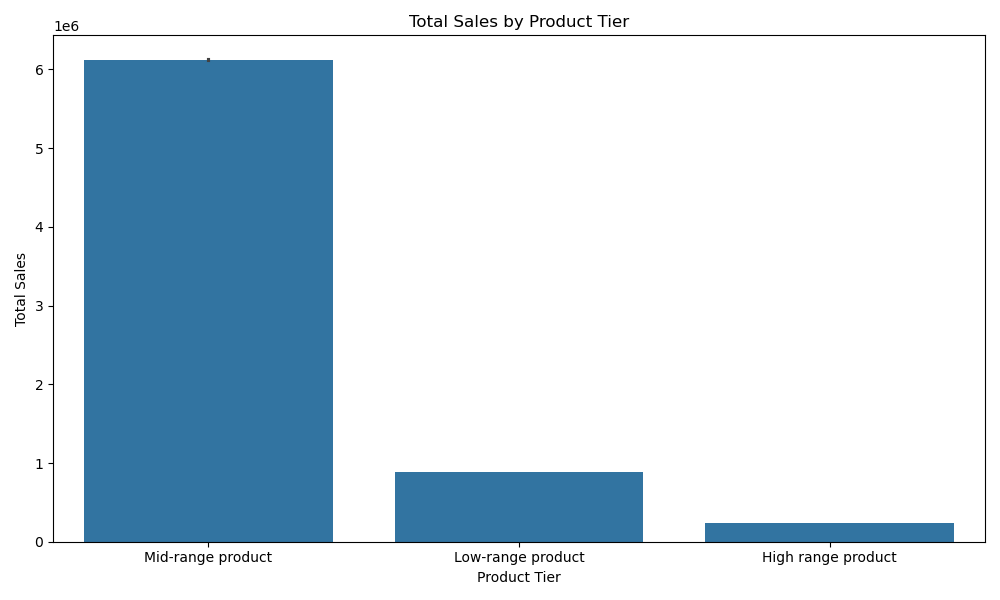 Total Sales by Product Tier
1e6
6
5
4
3
2
1
0
Total Sales
Mid-range product
Low-range product
High range product
Product Tier